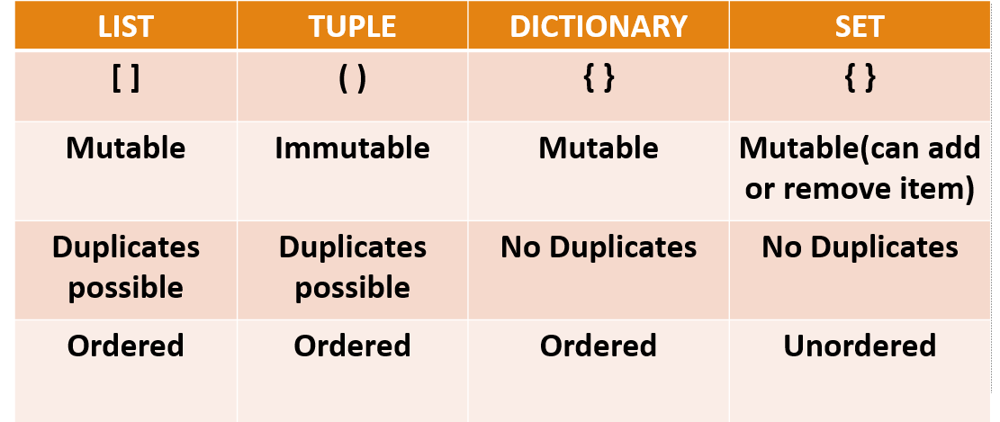 LIST TUPLE DICTIONARY SET
[ ] ( ) { } { }
Mutable Immutable Mutable Mutable(can add
or remove item)
Duplicates Duplicates No Duplicates No Duplicates
possible possible
Ordered Ordered Ordered Unordered